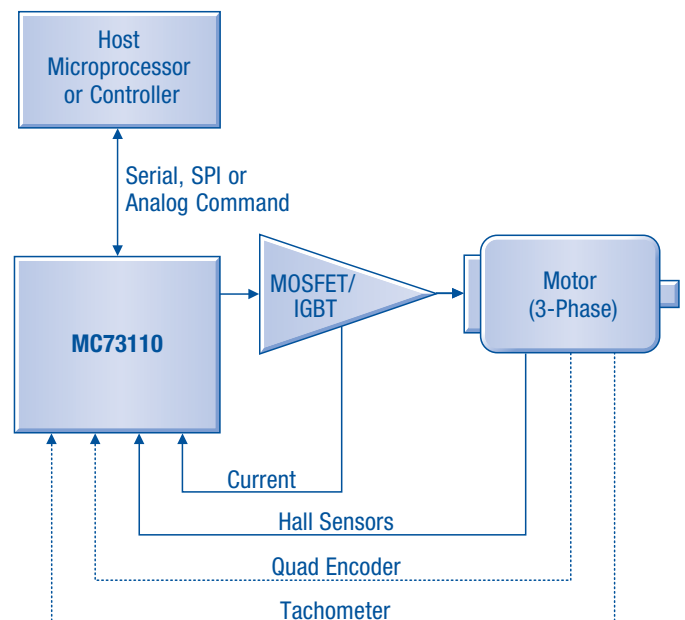 Host
Microprocessor
or Controller
Serial, SPI or
Analog Command
MC73110
MOSFET/
IGBT
Motor
(3-Phase)
Current
Hall Sensors
Quad Encoder
Tachometer